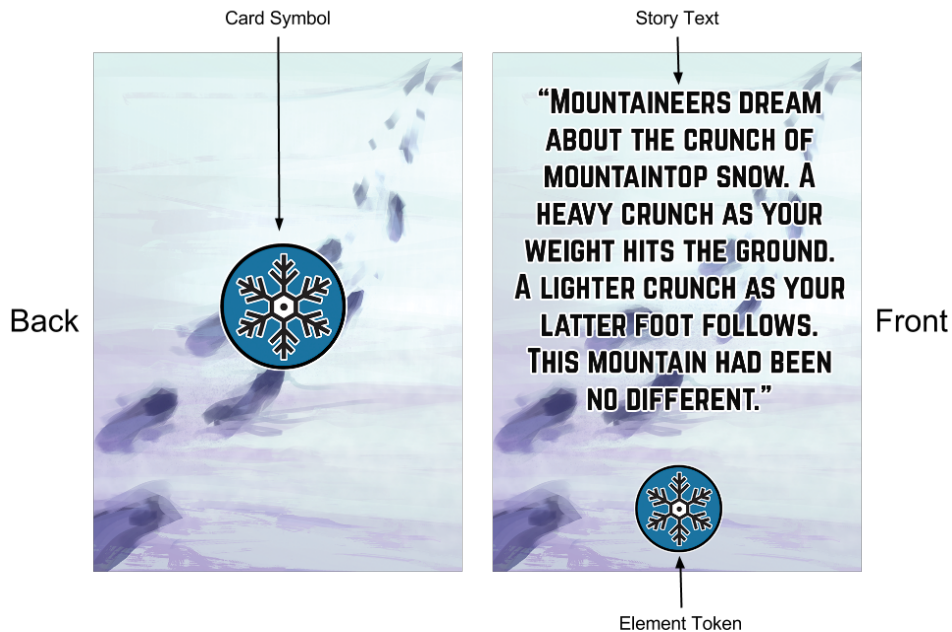 Card Symbol
Story Text
“Mountaineers dream
about the crunch of
mountaintop snow. A
heavy crunch as your
weight hits the ground.
A lighter crunch as your
latter foot follows.
This mountain had been
no different.”
Back
Front
Element Token